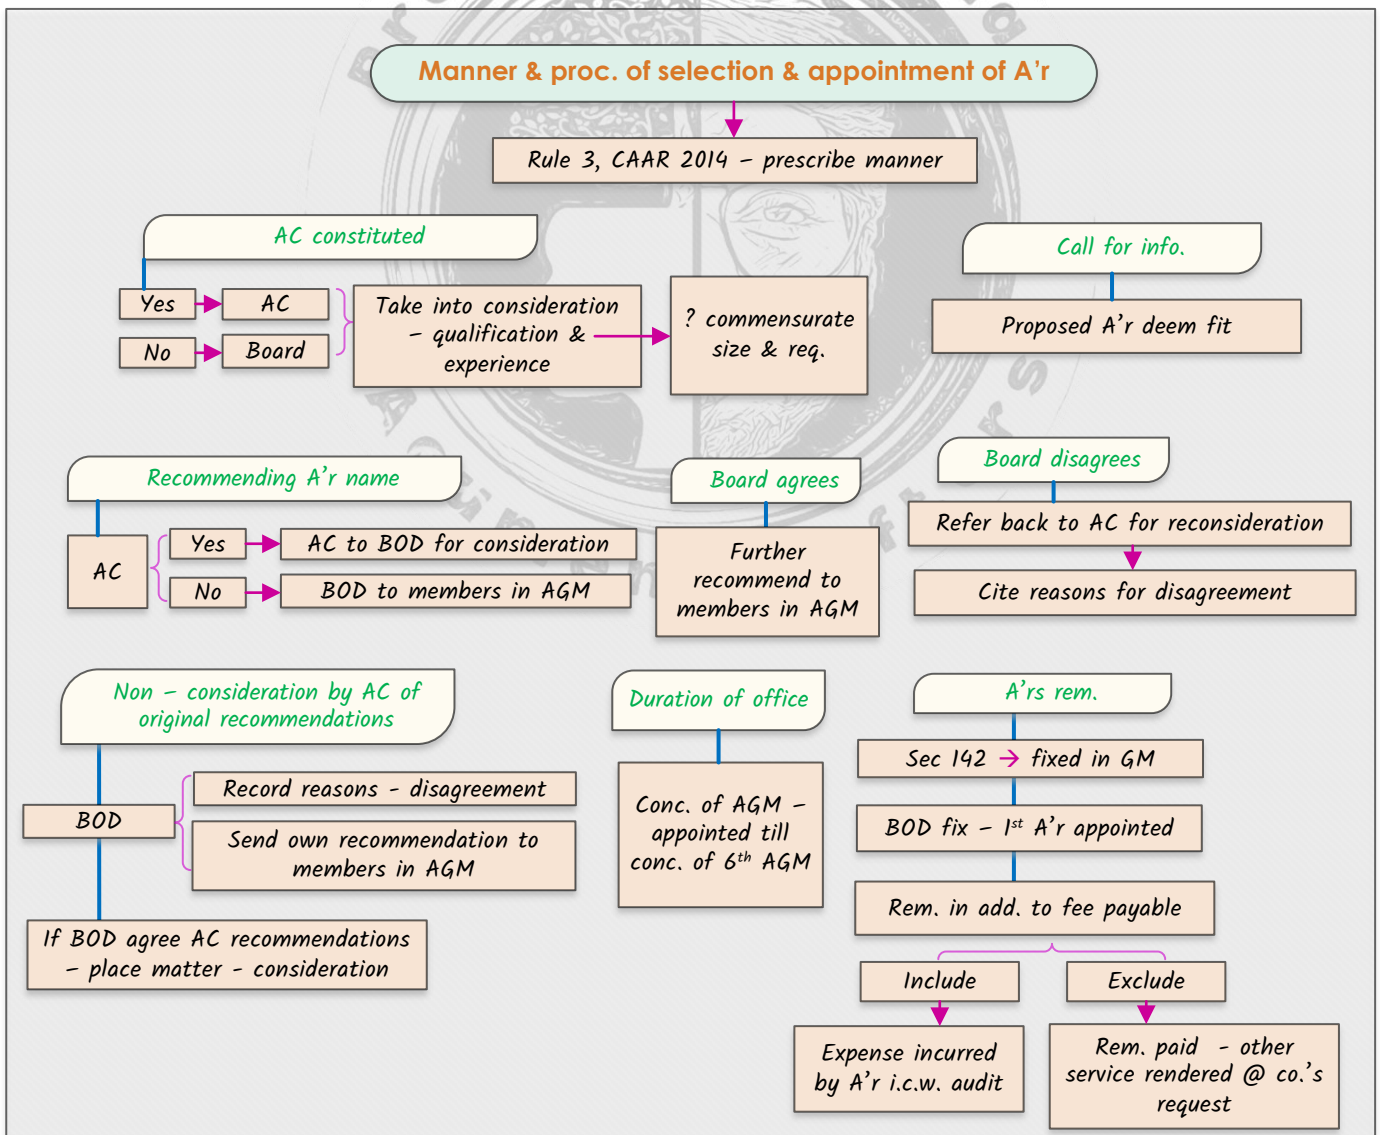 Manner & proc. of selection & appointment of A'r
Rule 3, CAAR 2014 – prescribe manner
AC constituted
Yes
AC
No
Board
Take into consideration
– qualification &
experience
? commensurate
size & req.
Call for info.
Proposed A'r deem fit
Recommending A'r name
AC
Yes
AC to BOD for consideration
No
BOD to members in AGM
Board agrees
Further
recommend to
members in AGM
Board disagrees
Refer back to AC for reconsideration
Cite reasons for disagreement
Non – consideration by AC of
original recommendations
BOD
Record reasons - disagreement
Send own recommendation to
members in AGM
If BOD agree AC recommendations
– place matter - consideration
Duration of office
Conc. of AGM –
appointed till
conc. of 6th AGM
A'rs rem.
Sec 142 → fixed in GM
BOD fix – 1st A'r appointed
Rem. in add. to fee payable
Include
Expense incurred
by A'r i.c.w. audit
Exclude
Rem. paid - other
service rendered @ co.'s
request